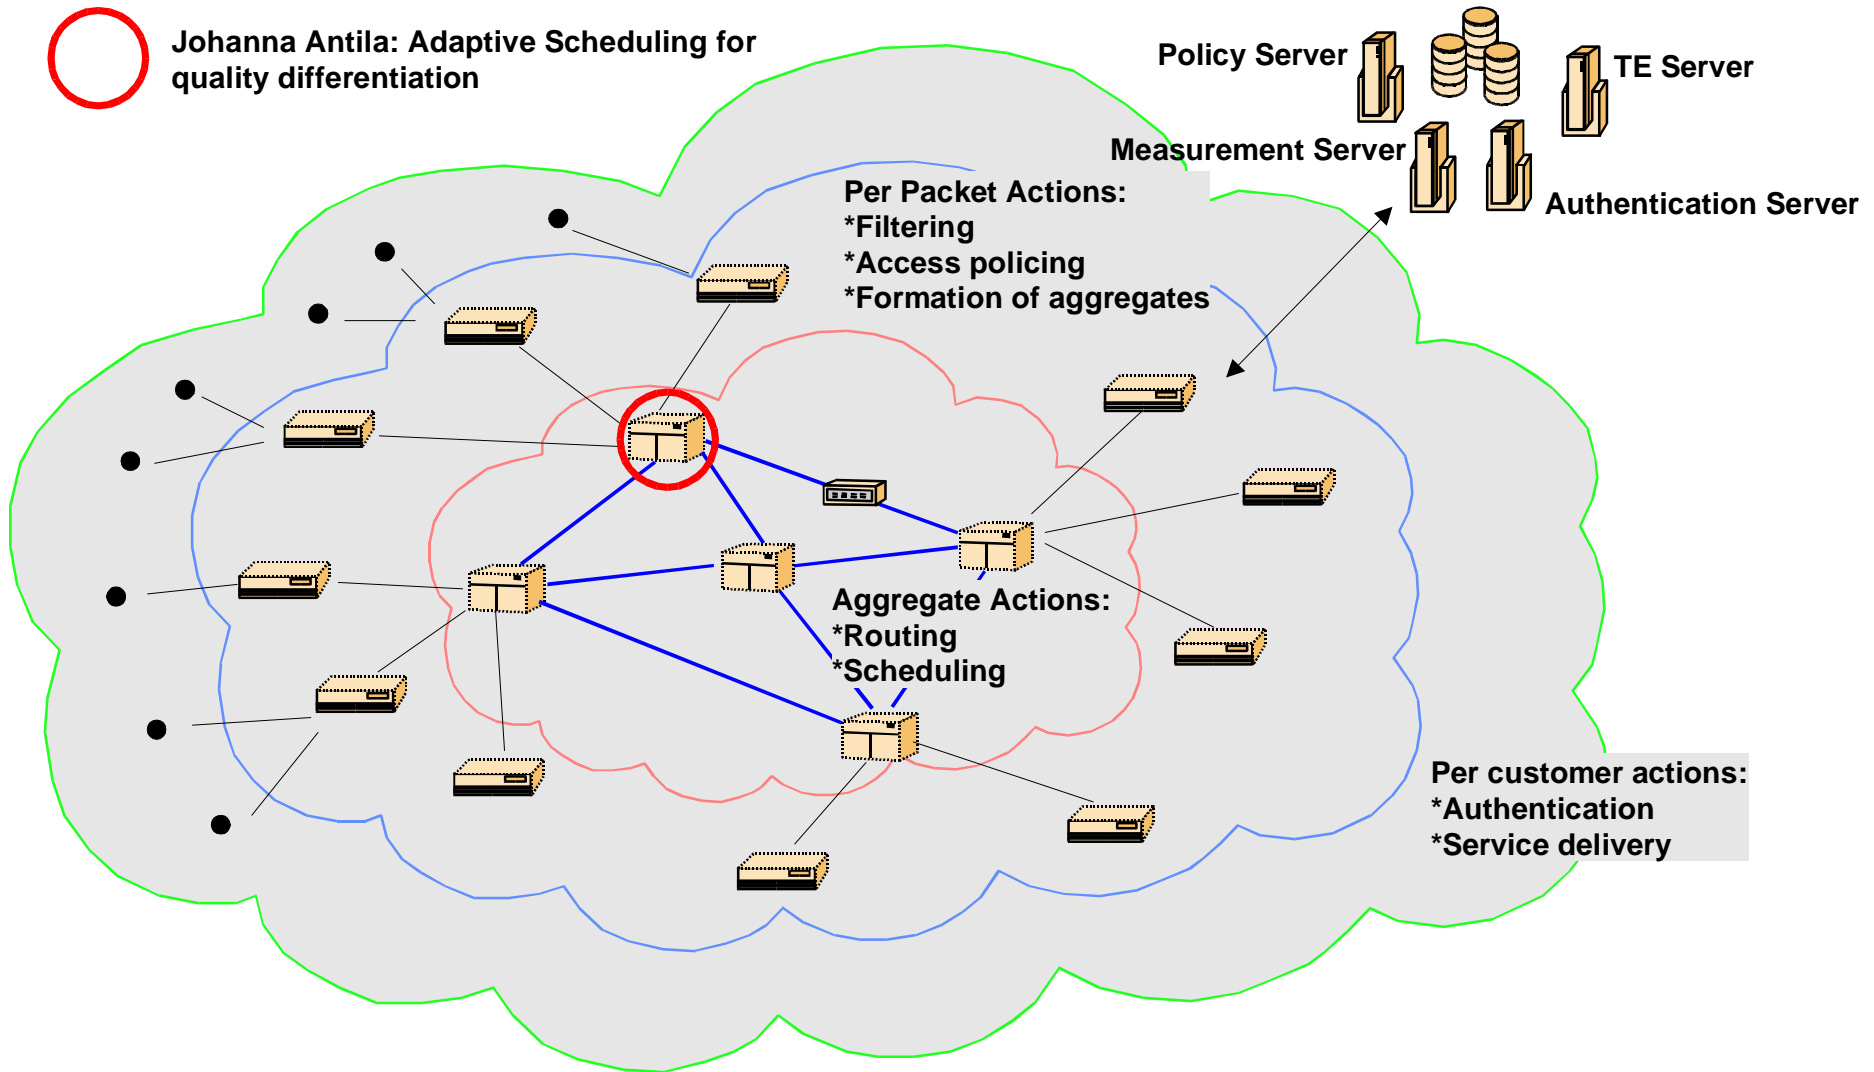 Johanna Antila: Adaptive Scheduling for
quality differentiation
Policy Server
TE Server
Measurement Server
Authentication Server
Per Packet Actions:
*Filtering
*Access policing
*Formation of aggregates
Aggregate Actions:
*Routing
*Scheduling
Per customer actions:
*Authentication
*Service delivery